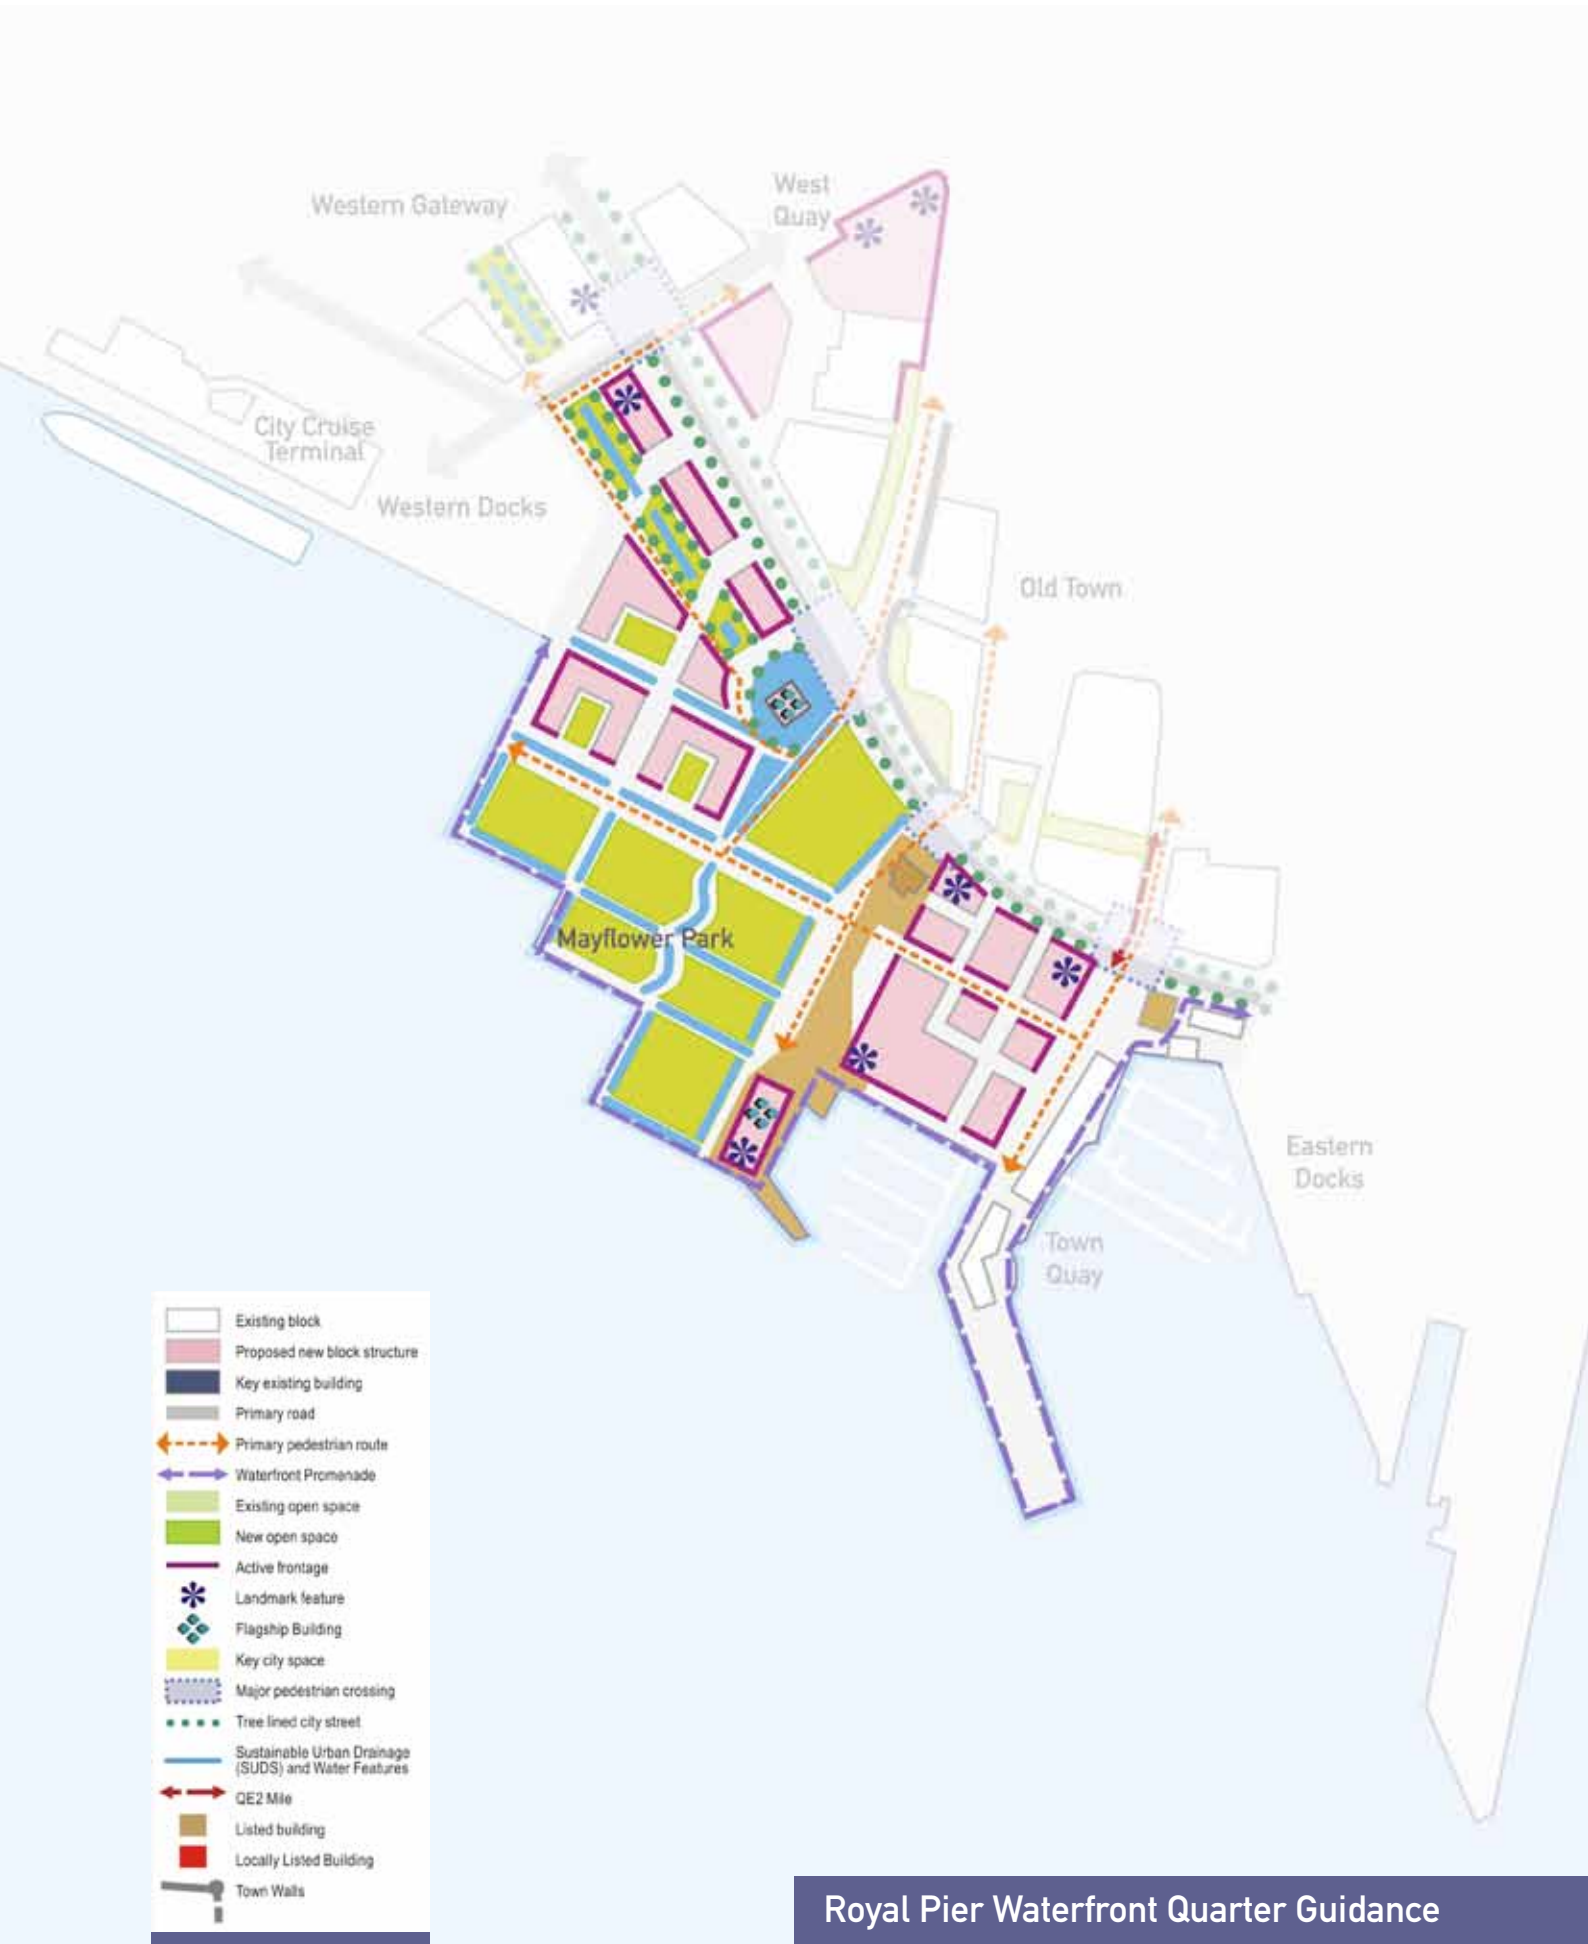 Western Gateway
West
Quay
City Cruise
Terminal
Western Docks
Old Town
Mayflower Park
Eastern
Docks
Town
Quay
Existing block
Proposed new block structure
Key existing building
Primary road
Primary pedestrian route
Waterfront Promenade
Existing open space
New open space
Active frontage
Landmark feature
Flagship Building
Key city space
Major pedestrian crossing
Tree lined city street
Sustainable Urban Drainage
(SUDS) and Water Features
QE2 Mile
Listed building
Locally Listed Building
Town Walls
Royal Pier Waterfront Quarter Guidance